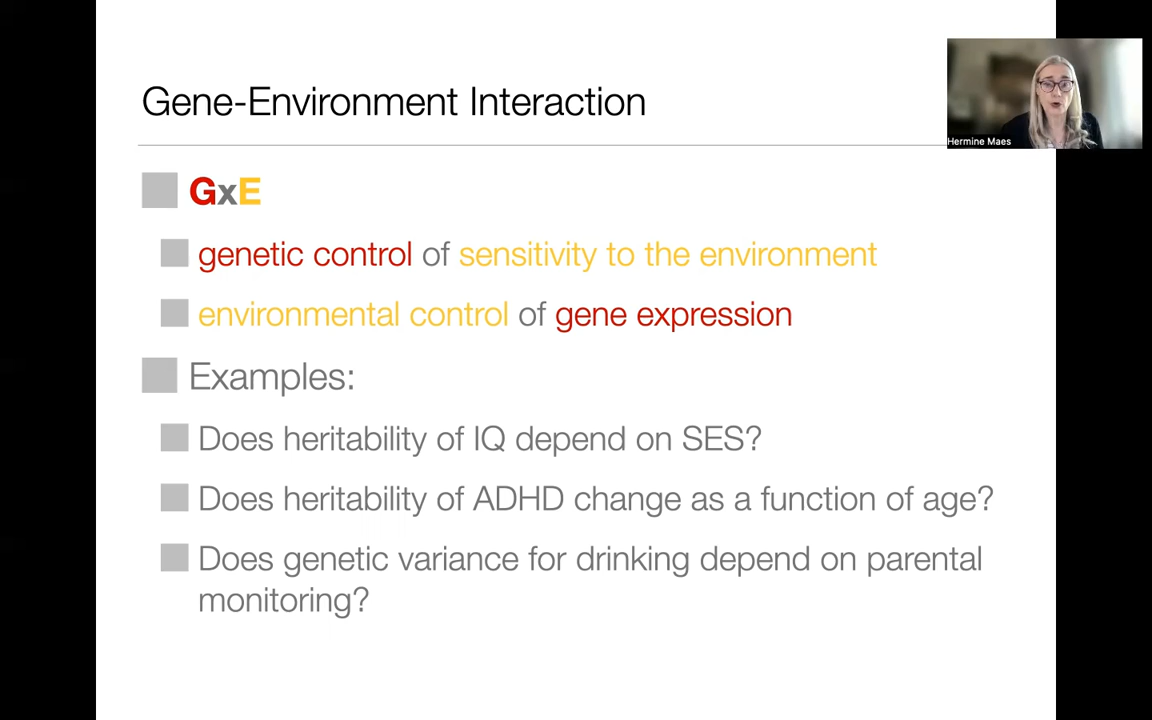 Gene-Environment Interaction
Hermine Maes
GxE
genetic control of sensitivity to the environment
environmental control of gene expression
Examples:
Does heritability of IQ depend on SES?
Does heritability of ADHD change as a function of age?
Does genetic variance for drinking depend on parental
monitoring?